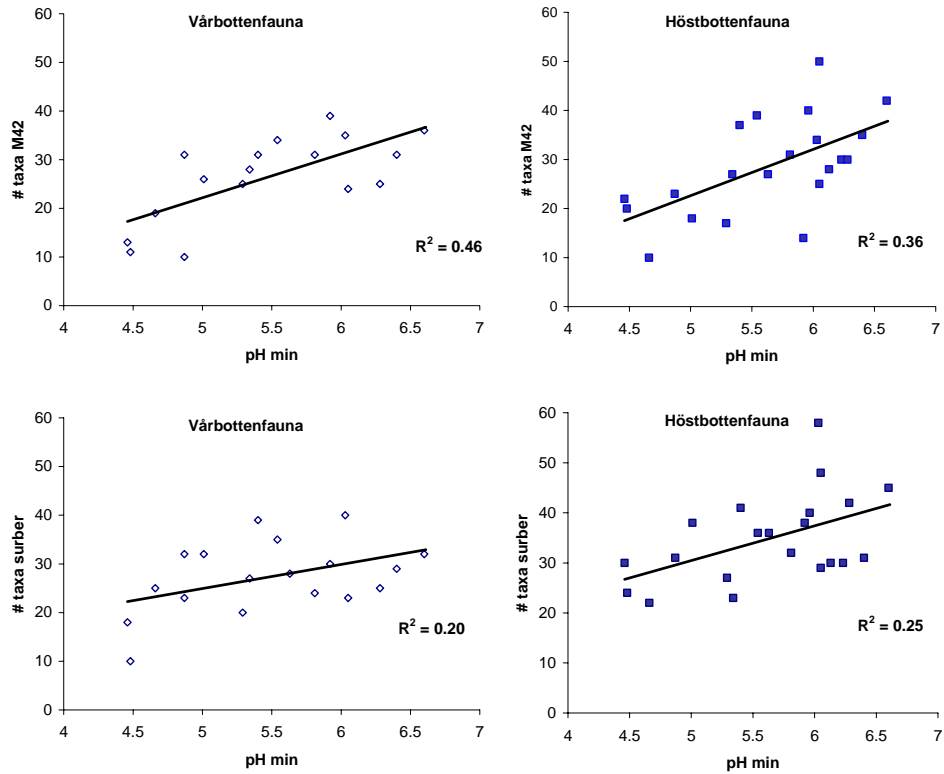 Vårbottenfauna
60
50
40
30
20
10
0
# taxa M42
R² = 0.46
4 4.5 5 5.5 6 6.5 7
pH min
Höstbottenfauna
60
50
40
30
20
10
0
# taxa M42
R² = 0.36
4 4.5 5 5.5 6 6.5 7
pH min
Vårbottenfauna
60
50
40
30
20
10
0
# taxa surber
R² = 0.20
4 4.5 5 5.5 6 6.5 7
pH min
Höstbottenfauna
60
50
40
30
20
10
0
# taxa surber
R² = 0.25
4 4.5 5 5.5 6 6.5 7
pH min